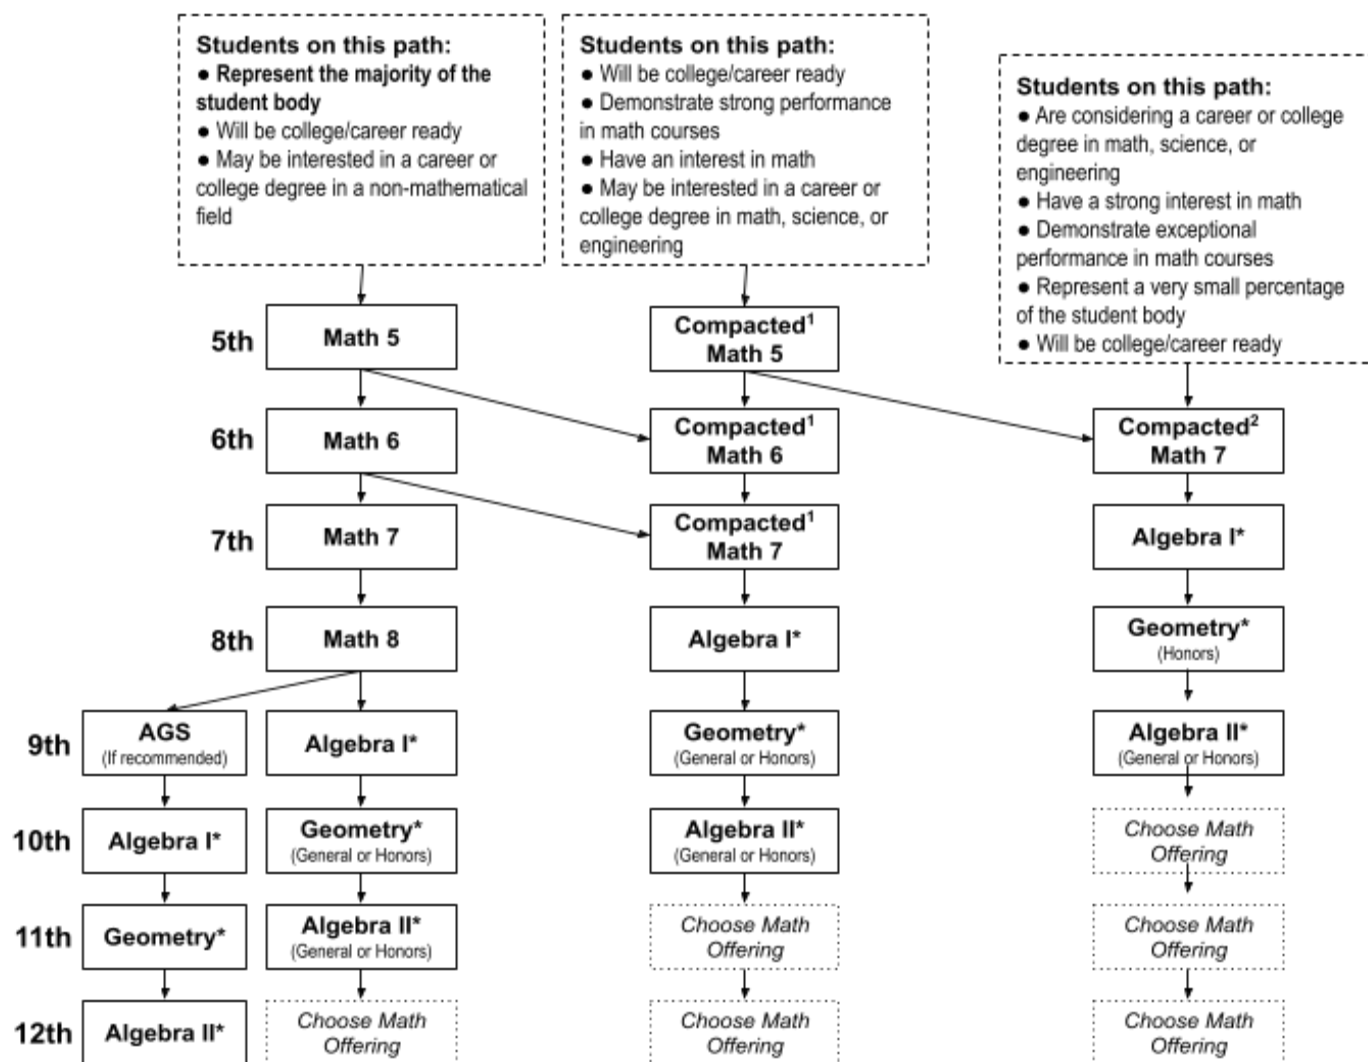 Students on this path:
● Represent the majority of the
student body
● Will be college/career ready
● May be interested in a career or
college degree in a non-mathematical
field
Students on this path:
● Will be college/career ready
● Demonstrate strong performance
in math courses
● Have an interest in math
● May be interested in a career or
college degree in math, science, or
engineering
Students on this path:
● Are considering a career or college
degree in math, science, or
engineering
● Have a strong interest in math
● Demonstrate exceptional
performance in math courses
● Represent a very small percentage
of the student body
● Will be college/career ready
5th
Math 5
Compacted¹
Math 5
6th
Math 6
Compacted¹
Math 6
Compacted²
Math 7
7th
Math 7
Compacted¹
Math 7
Algebra I*
8th
Math 8
Algebra I*
Geometry*
(Honors)
9th
AGS
(If recommended)
Algebra I*
Geometry*
(General or Honors)
Algebra II*
(General or Honors)
10th
Algebra I*
Geometry*
(General or Honors)
Algebra II*
(General or Honors)
Choose Math
Offering
11th
Geometry*
Algebra II*
(General or Honors)
Choose Math
Offering
Choose Math
Offering
12th
Algebra II*
Choose Math
Offering
Choose Math
Offering
Choose Math
Offering